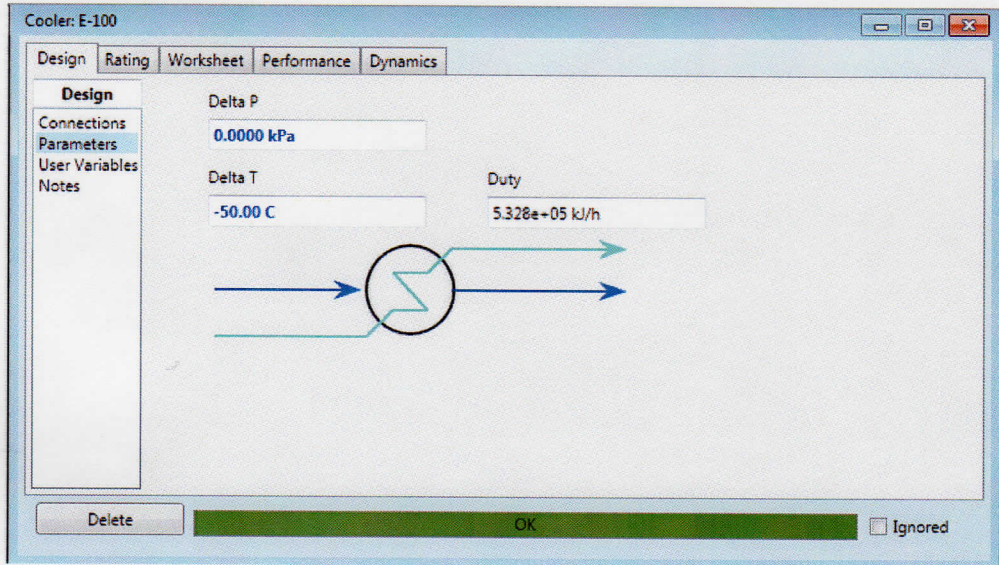 Cooler: E-100
Design Rating Worksheet Performance Dynamics
Design
Connections
Parameters
User Variables
Notes
Delta P
0.0000 kPa
Delta T
-50.00 C
Duty
5.328e+05 kJ/h
Delete
OK
Ignored